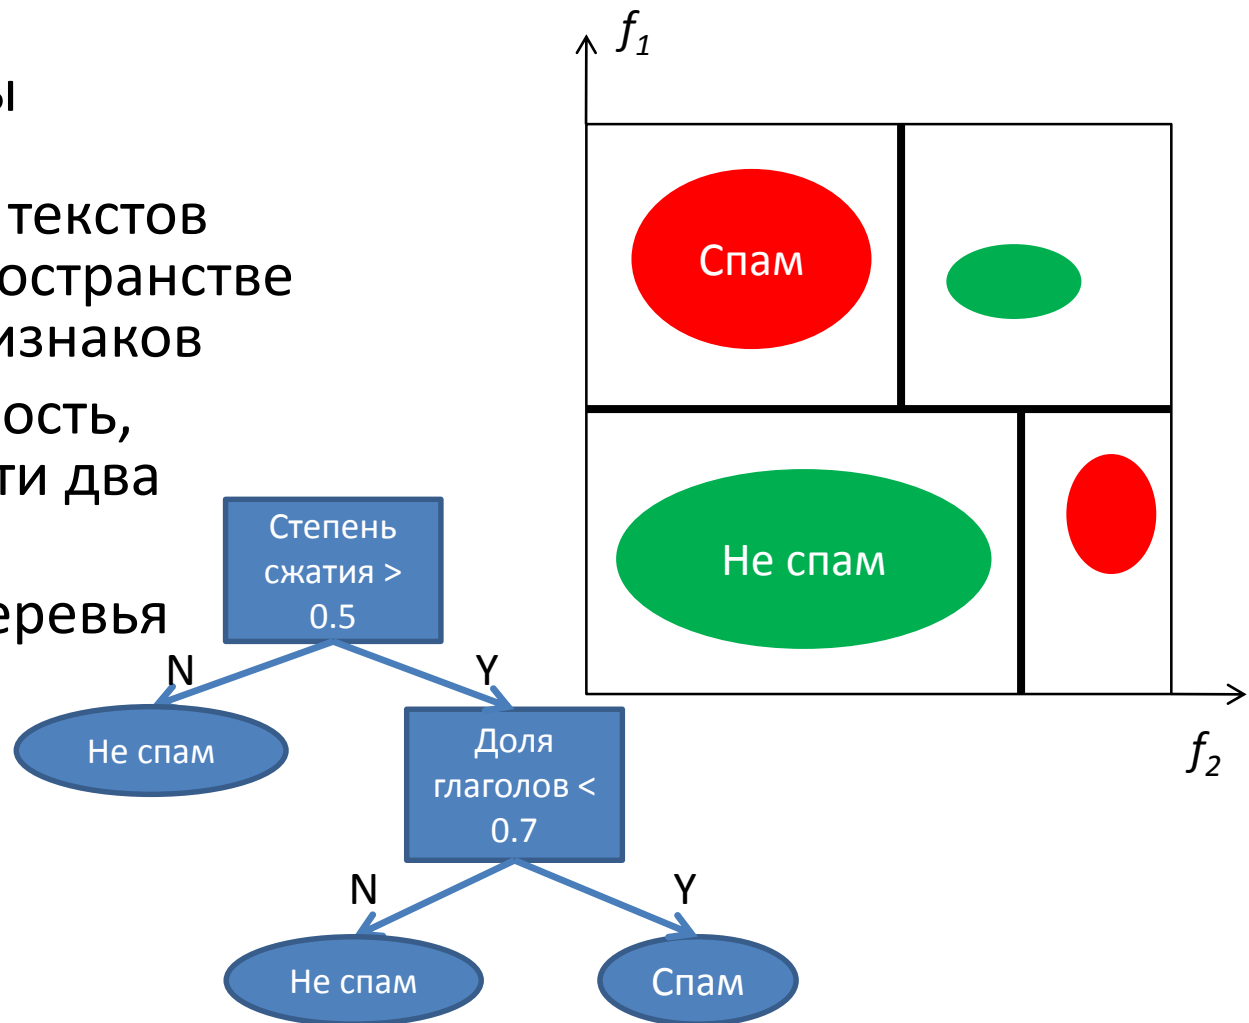 ы
текстов
остранстве
изнаков
ость,
ти два
еревья
f1
Спам
Не спам
f2
Степень
сжатия >
0.5
N
Y
Не спам
Доля
глаголов <
0.7
N
Y
Не спам
Спам